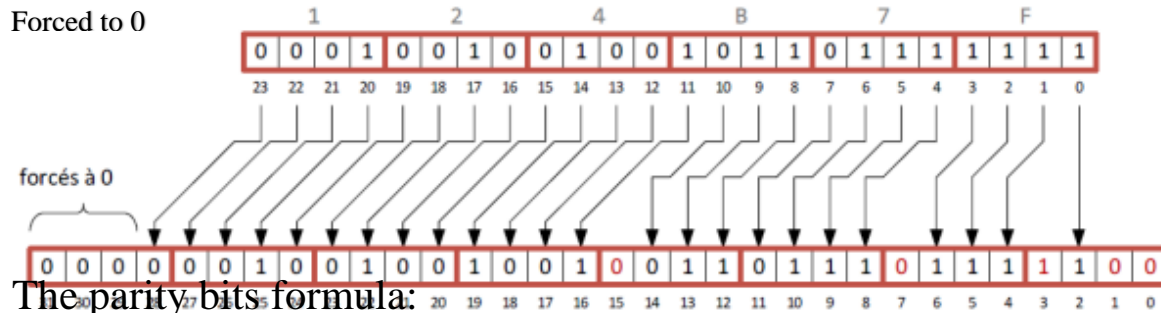 Forced to 0 1 2 4 B 7 F
0 0 0 1 0 0 1 0 0 1 0 0 1 0 1 1 0 1 1 1 1 1 1 1
23 22 21 20 19 18 17 16 15 14 13 12 11 10 9 8 7 6 5 4 3 2 1 0
forcés à 0
0 0 0 0 0 0 1 0 0 1 0 0 1 0 0 1 0 0 1 1 0 1 1 1 0 1 1 1 1 1 0 0
The parity bits formula:
30 27 20 19 18 17 16 15 14 13 12 11 10 9 8 7 6 5 4 3 2 1 0